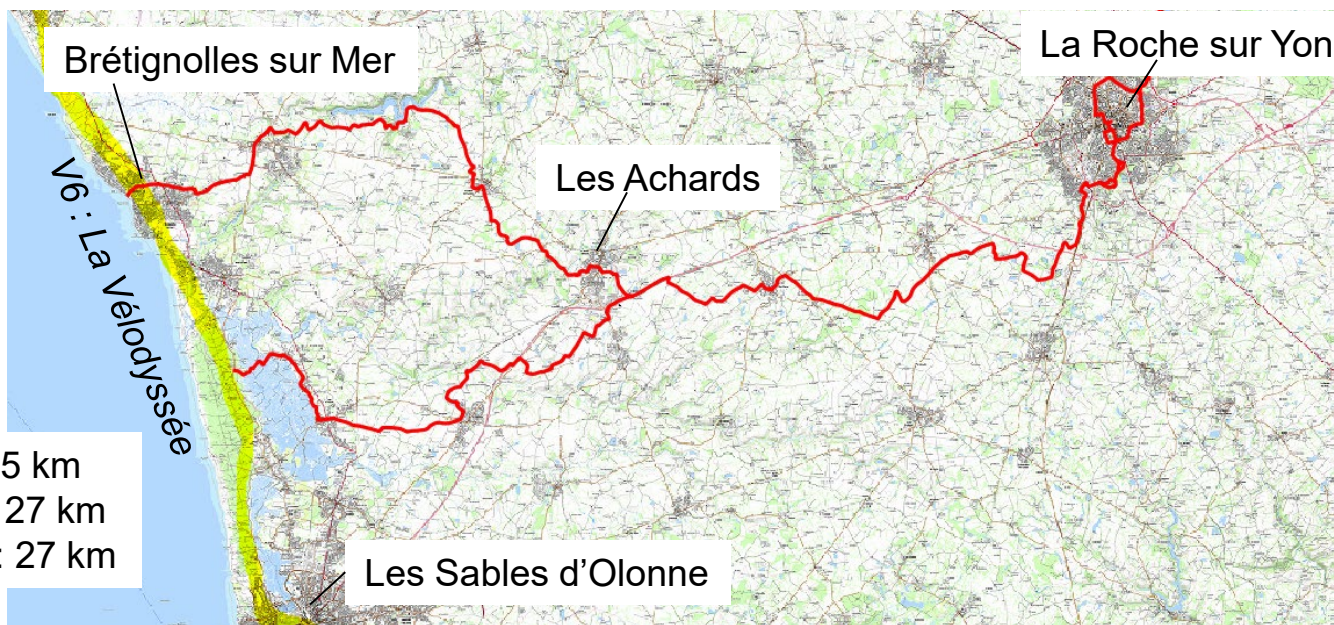 Brétignolles sur Mer
La Roche sur Yon
Les Achards
V6 : La Vélodyssée
5 km
27 km
: 27 km
Les Sables d’Olonne